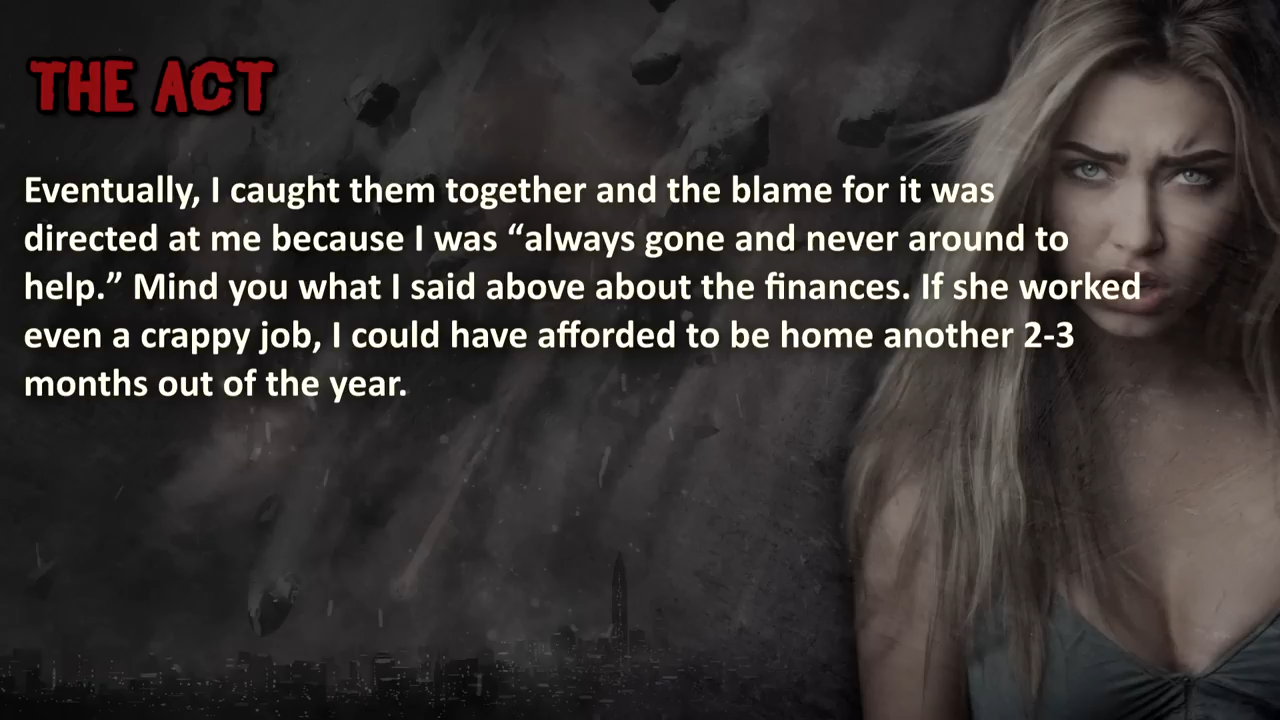 THE ACT
Eventually, I caught them together and the blame for it was
directed at me because I was “always gone and never around to
help.” Mind you what I said above about the finances. If she worked
even a crappy job, I could have afforded to be home another 2-3
months out of the year.